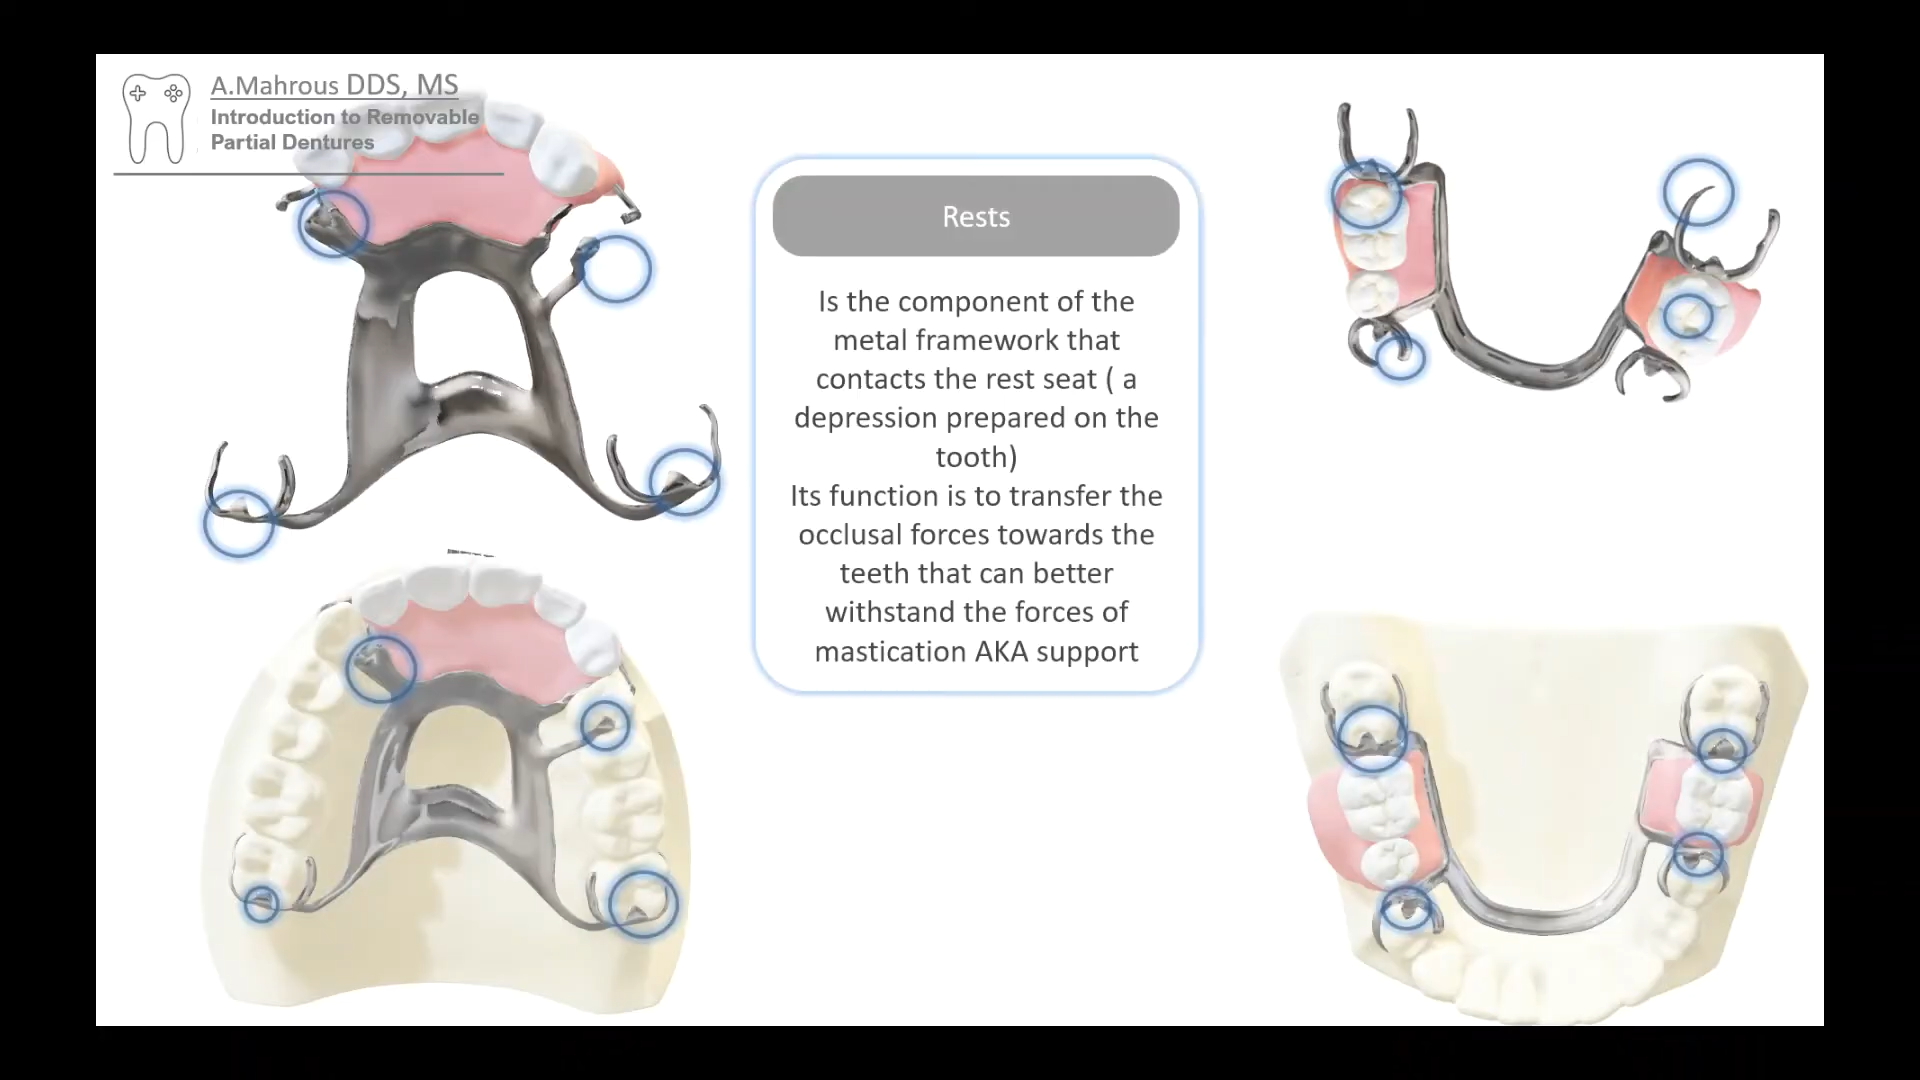 A.Mahrous DDS, MS
Introduction to Removable
Partial Dentures
Rests
Is the component of the
metal framework that
contacts the rest seat ( a
depression prepared on the
tooth)
Its function is to transfer the
occlusal forces towards the
teeth that can better
withstand the forces of
mastication AKA support